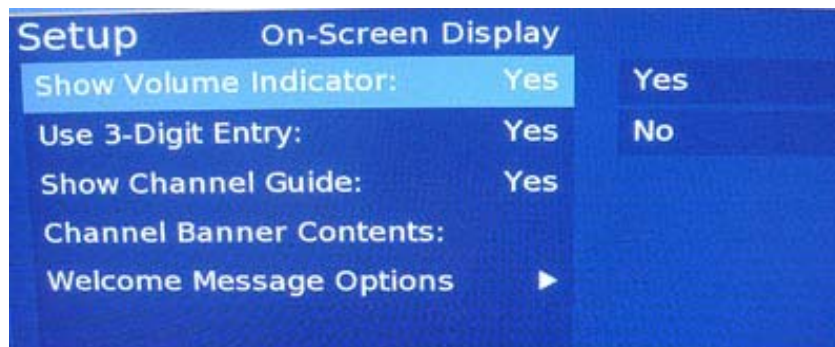 Setup On-Screen Display
Show Volume Indicator: Yes Yes
Use 3-Digit Entry: Yes No
Show Channel Guide: Yes
Channel Banner Contents:
Welcome Message Options ▶